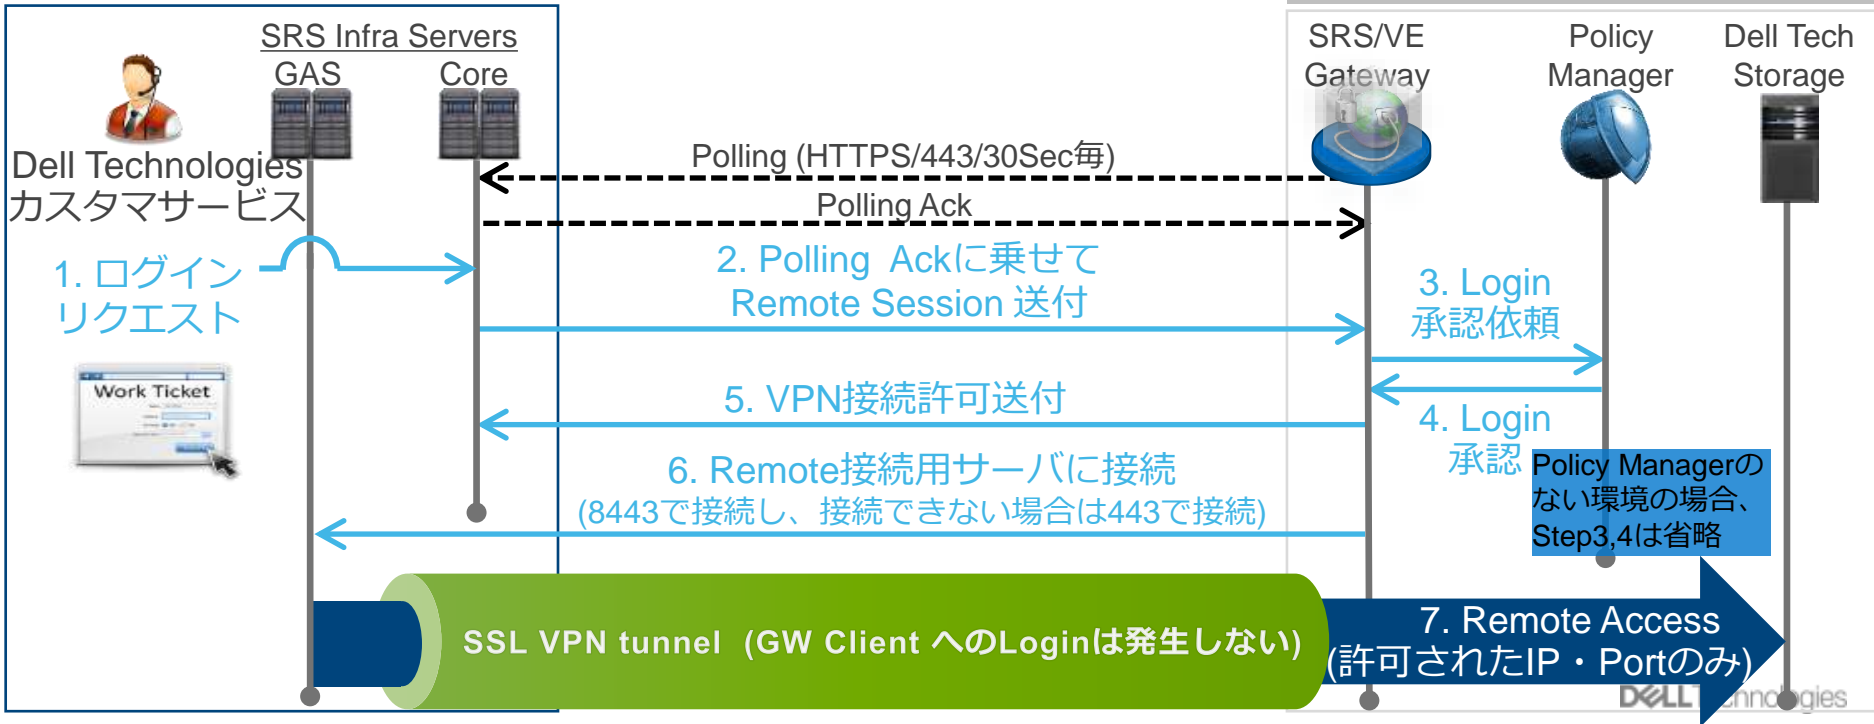 SRS Infra Servers
GAS
Core
SRS/VE
Gateway
Policy
Manager
Dell Tech
Storage
Dell Technologies
カスタマサービス
Polling (HTTPS/443/30Sec毎)
Polling Ack
1. ログイン
リクエスト
2. Polling Ackに乗せて
Remote Session 送付
3. Login
承認依頼
Work Ticket
5. VPN接続許可送付
4. Login
承認
6. Remote接続用サーバに接続
(8443で接続し、接続できない場合は443で接続)
Policy Managerの
ない環境の場合、
Step3,4は省略
SSL VPN tunnel (GW Client へのLoginは発生しない)
7. Remote Access
(許可されたIP・Portのみ)
DELL Technologies